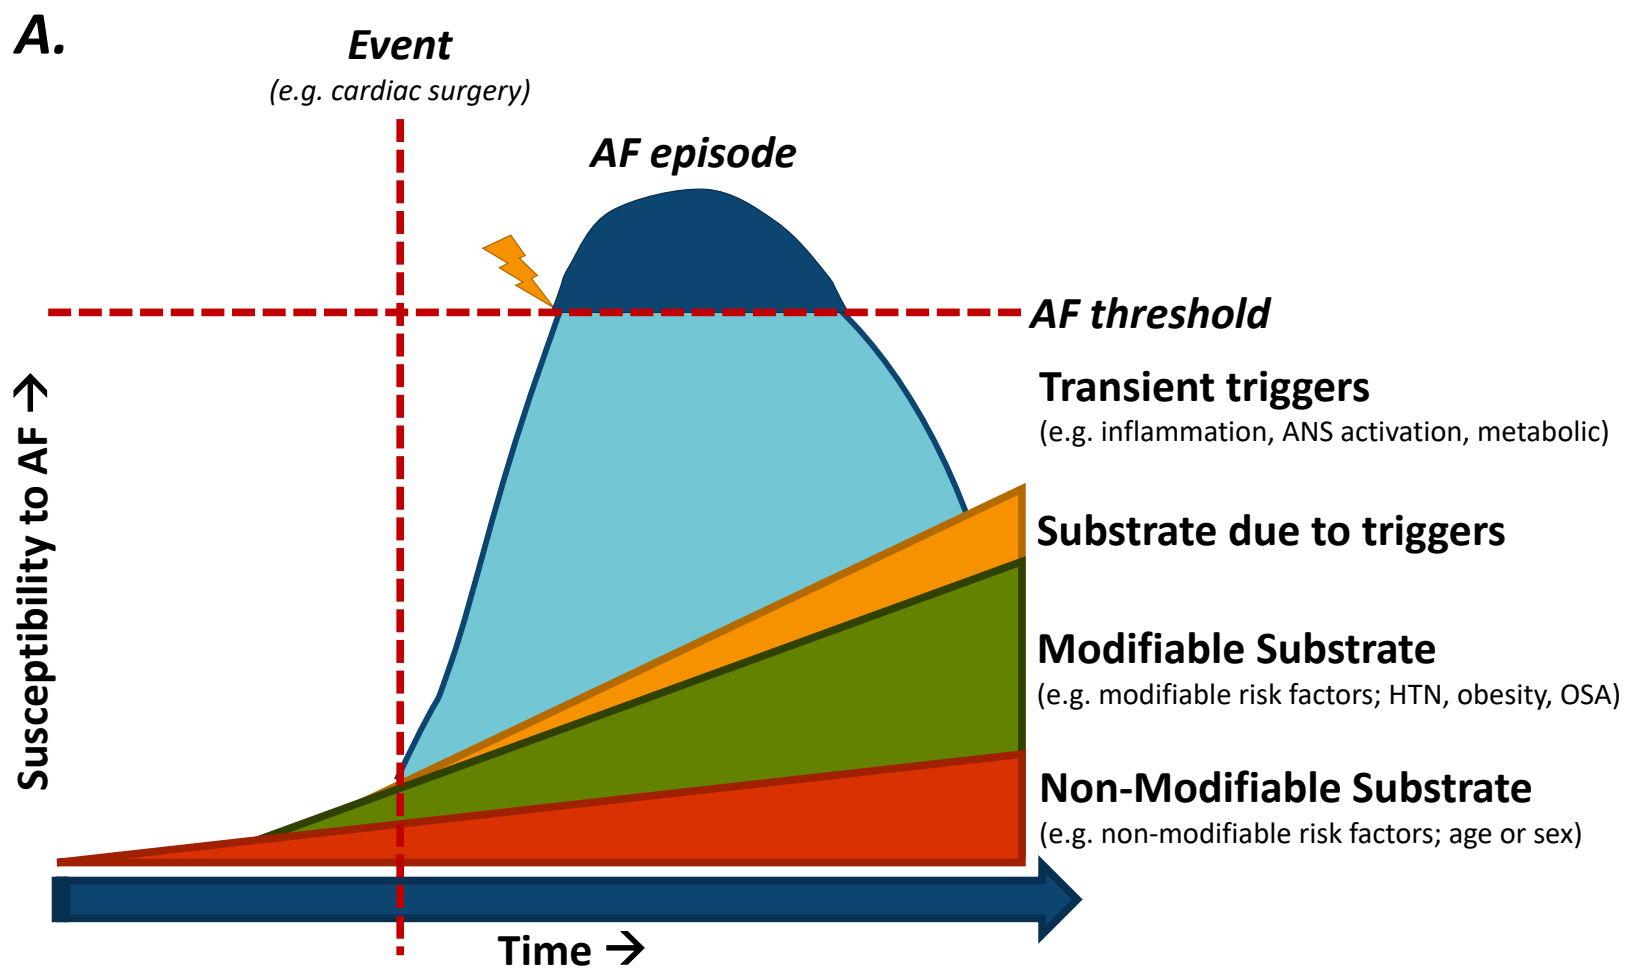 A.
Event
(e.g. cardiac surgery)
AF episode
AF threshold
Transient triggers
(e.g. inflammation, ANS activation, metabolic)
Substrate due to triggers
Modifiable Substrate
(e.g. modifiable risk factors; HTN, obesity, OSA)
Non-Modifiable Substrate
(e.g. non-modifiable risk factors; age or sex)
Susceptibility to AF →
Time →